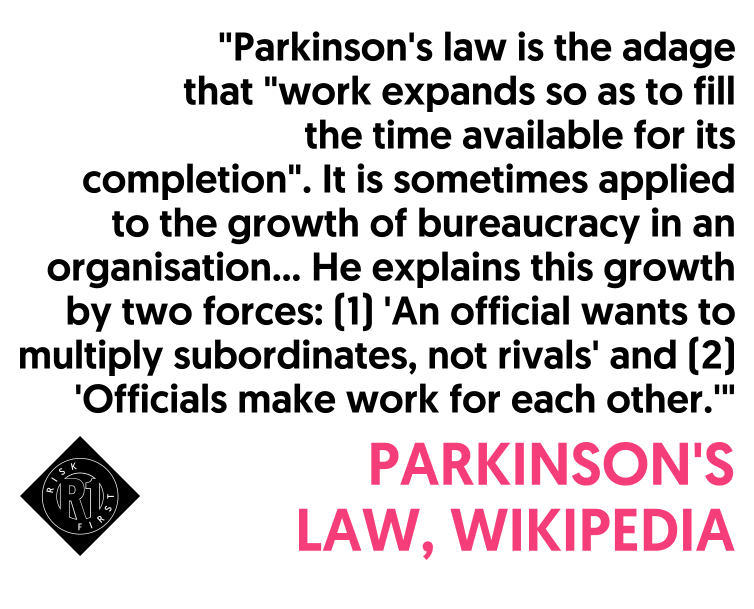 "Parkinson's law is the adage
that "work expands so as to fill
the time available for its
completion". It is sometimes applied
to the growth of bureaucracy in an
organisation... He explains this growth
by two forces: (1) 'An official wants to
multiply subordinates, not rivals' and (2)
'Officials make work for each other.'"
PARKINSON'S
LAW, WIKIPEDIA
RISK
R1
FIRST